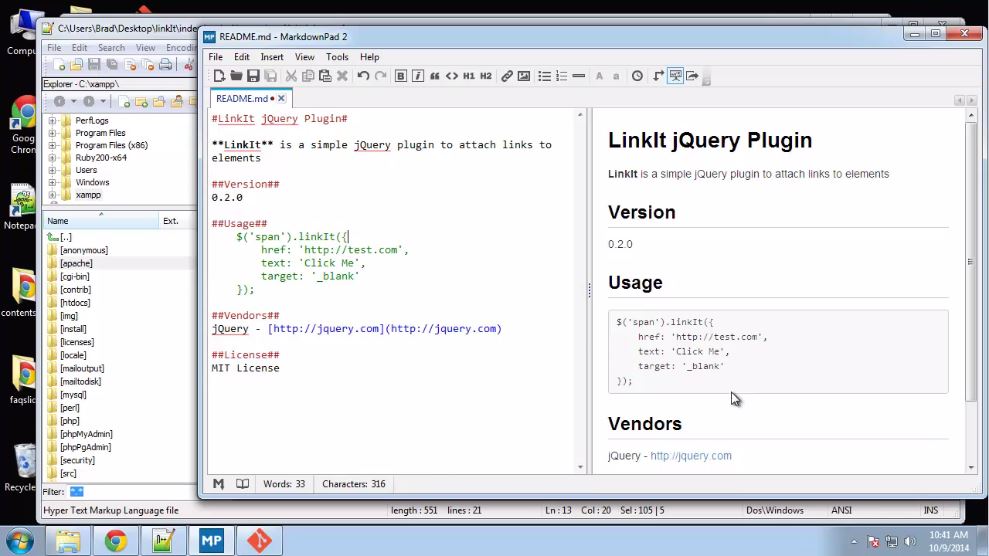 Compu
C:\Users\Brad\Desktop\linkIt\inde
File Edit Search View Encodin
Explorer - C:\xampp\
PerfLogs
Program Files
Program Files (x86)
Ruby200-x64
Users
Windows
xampp
Name Ext.
[..]
[anonymous]
[apache]
[cgi-bin]
[contrib]
[htdocs]
[img]
[install]
[licenses]
[locale]
[mailoutput]
[mailtodisk]
[mysql]
[perl]
[php]
[phpMyAdmin]
[phpPgAdmin]
[security]
[src]
Filter: *.*
Hyper Text Markup Language file length : 551 lines : 21 Ln : 13 Col : 20 Sel : 105 | 5 Dos\Windows ANSI INS
Goog
Chron
Notepa
contents
faqslic
Recycle
README.md - MarkdownPad 2
File Edit Insert View Tools Help
B I H1 H2 A a
README.md
#LinkIt jQuery Plugin#
**LinkIt** is a simple jQuery plugin to attach links to
elements
##Version##
0.2.0
##Usage##
$('span').linkIt({
href: 'http://test.com',
text: 'Click Me',
target: '_blank'
});
##Vendors##
jQuery - [http://jquery.com](http://jquery.com)
##License##
MIT License
LinkIt jQuery Plugin
LinkIt is a simple jQuery plugin to attach links to elements
Version
0.2.0
Usage
$('span').linkIt({
href: 'http://test.com',
text: 'Click Me',
target: '_blank'
});
Vendors
jQuery - http://jquery.com
Words: 33 Characters: 316
MP
10:41 AM
10/9/2014